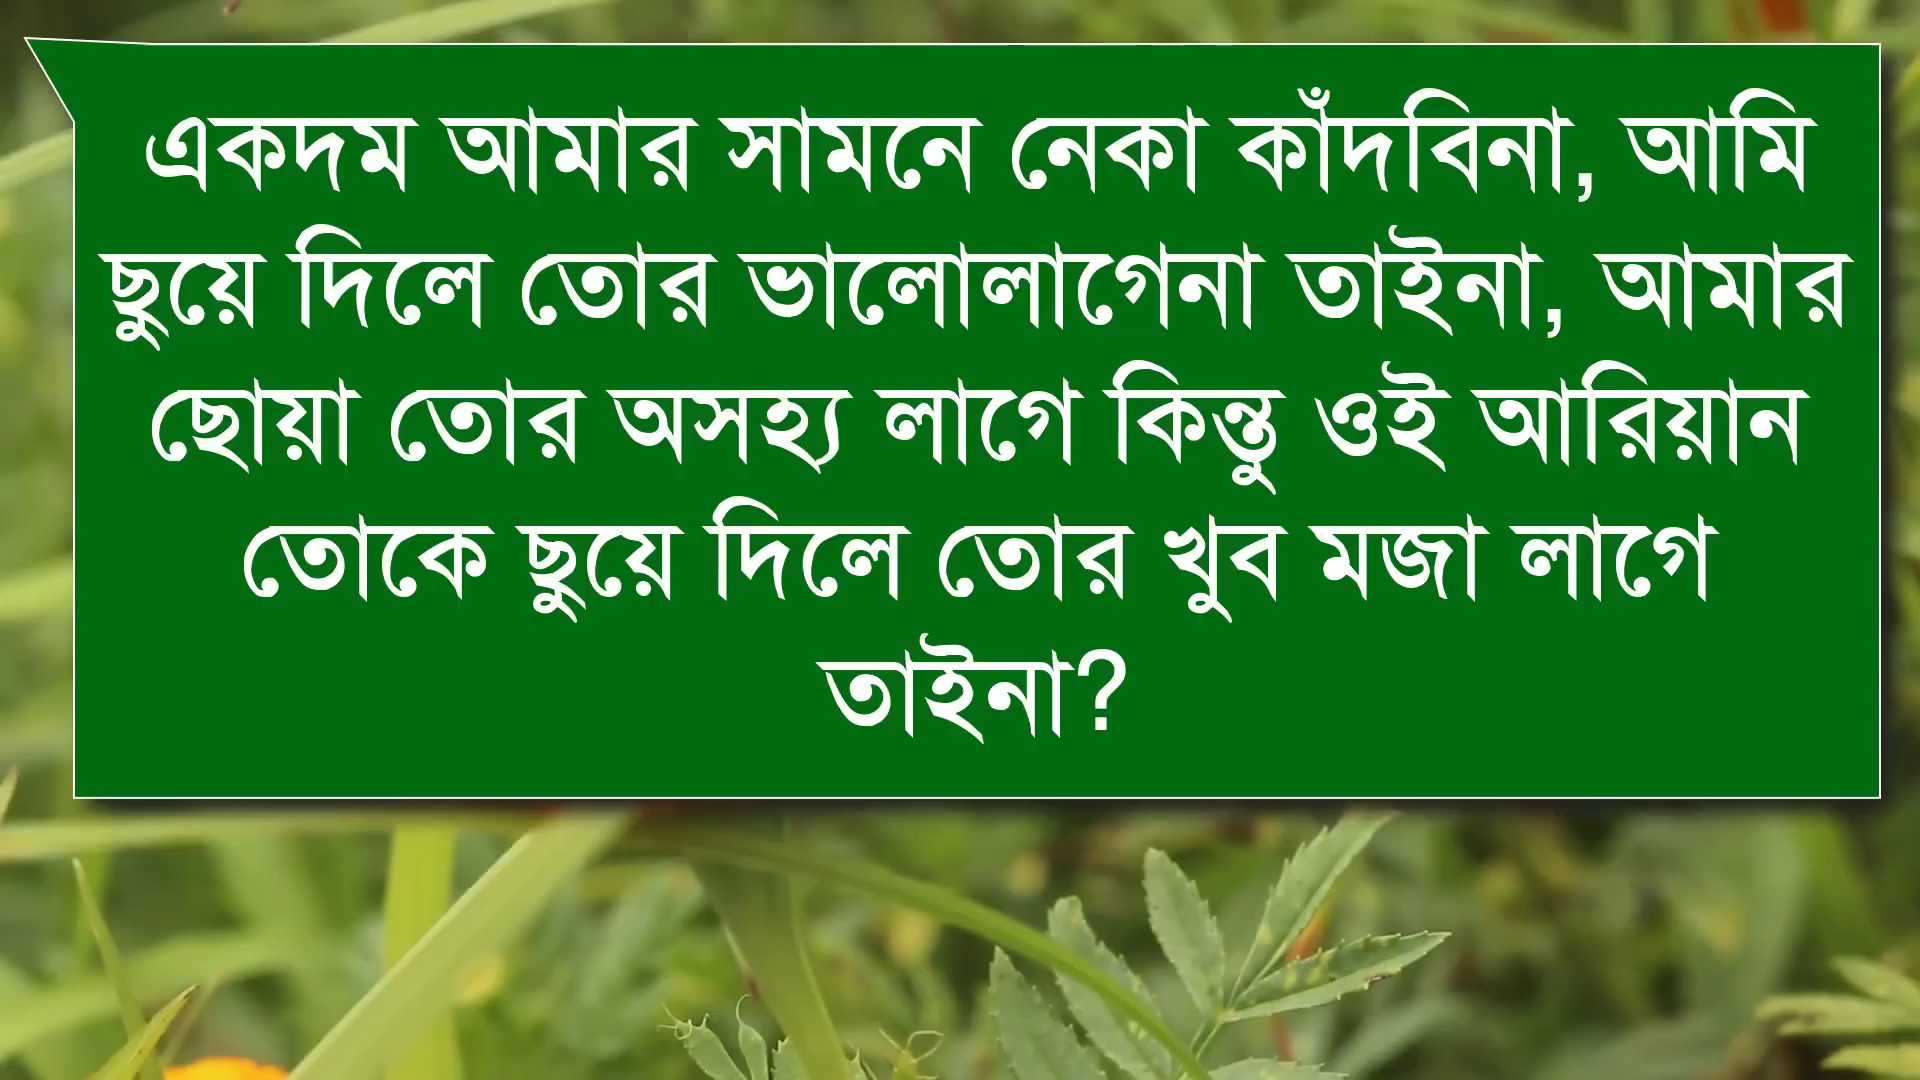 একদম আমার সামনে নেকা কাঁদবিনা, আমি
ছুয়ে দিলে তোর ভালোলাগেনা তাইনা, আমার
ছোয়া তোর অসহ্য লাগে কিন্তু ওই আরিয়ান
তোকে ছুয়ে দিলে তোর খুব মজা লাগে
তাইনা?